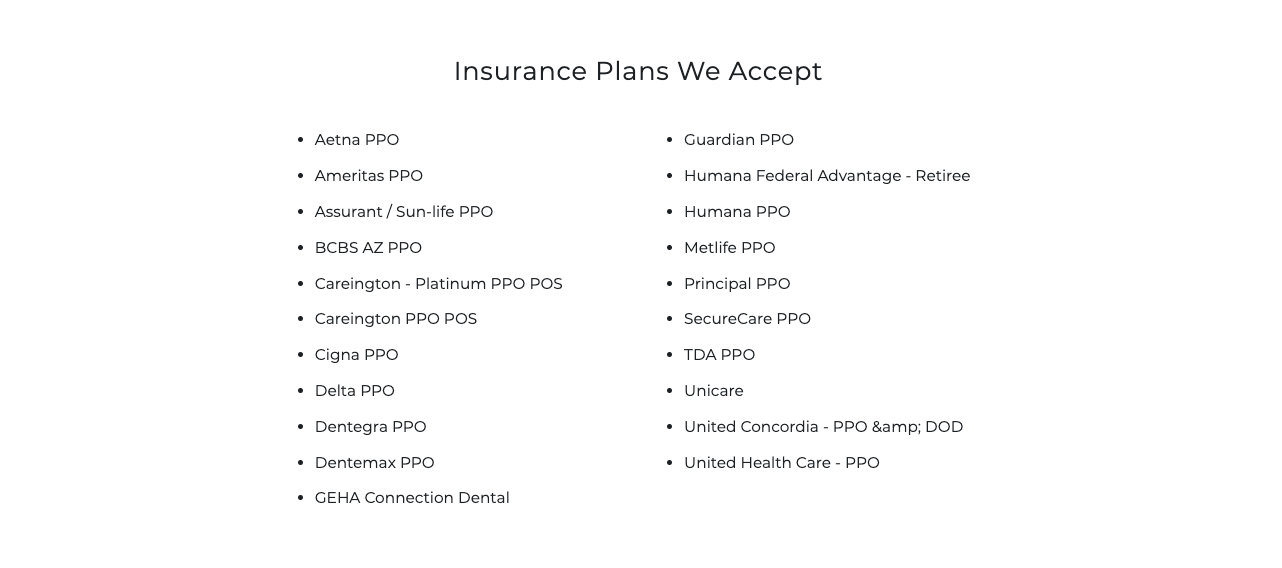 Insurance Plans We Accept
Aetna PPO
Ameritas PPO
Assurant / Sun-life PPO
BCBS AZ PPO
Careington - Platinum PPO POS
Careington PPO POS
Cigna PPO
Delta PPO
Dentegra PPO
Dentemax PPO
GEHA Connection Dental
Guardian PPO
Humana Federal Advantage - Retiree
Humana PPO
Metlife PPO
Principal PPO
SecureCare PPO
TDA PPO
Unicare
United Concordia - PPO &amp; DOD
United Health Care - PPO